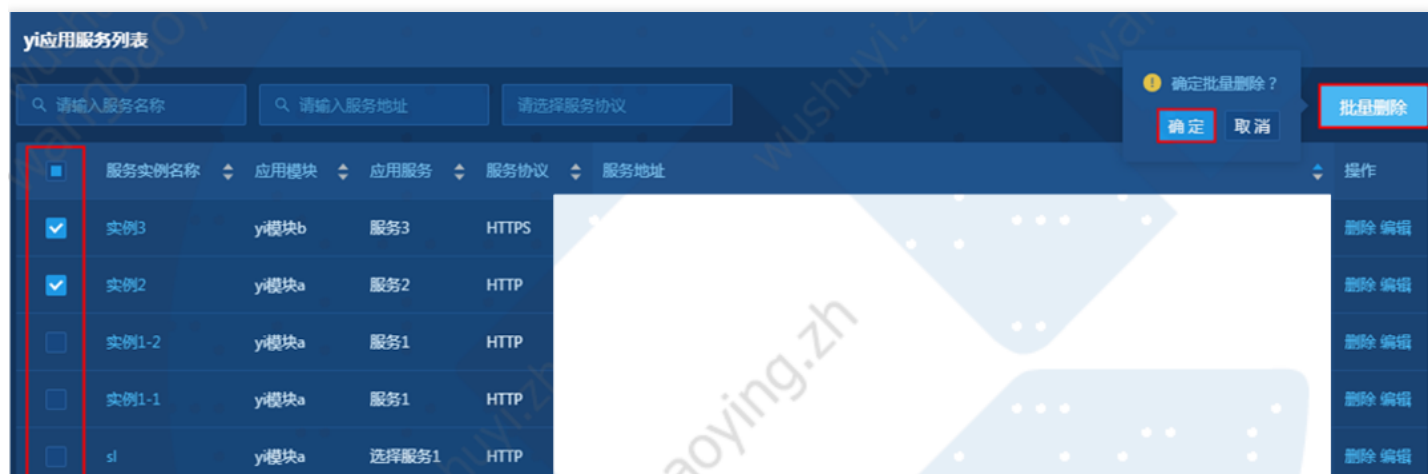 yi应用服务列表
确定批量删除？
请输入服务名称 请输入服务地址 请选择服务协议 批量删除
确定 取消
服务实例名称 应用模块 应用服务 服务协议 服务地址 操作
实例3 yi模块b 服务3 HTTPS 删除 编辑
实例2 yi模块a 服务2 HTTP 删除 编辑
实例1-2 yi模块a 服务1 HTTP 删除 编辑
实例1-1 yi模块a 服务1 HTTP 删除 编辑
sl yi模块a 选择服务1 HTTP 删除 编辑